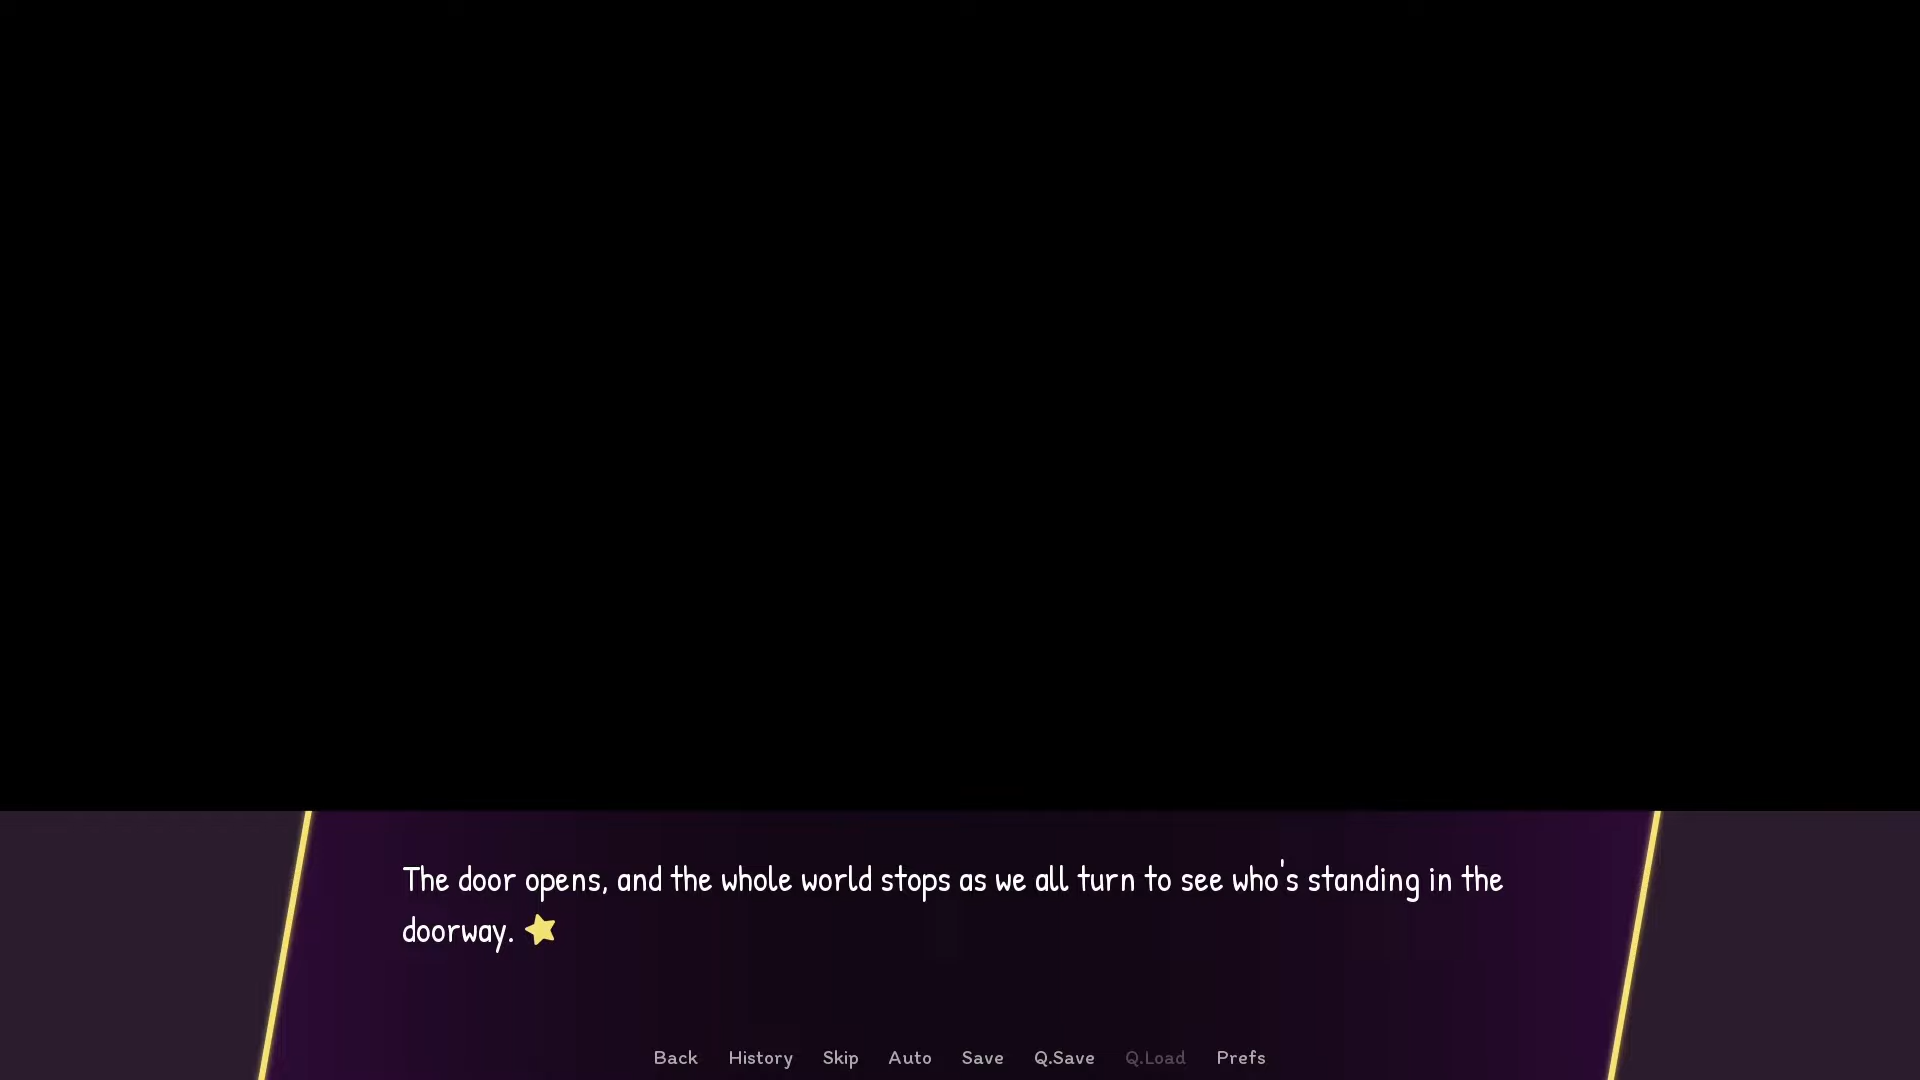 The door opens, and the whole world stops as we all turn to see who's standing in the
doorway.
Back History Skip Auto Save Q.Save Q.Load Prefs